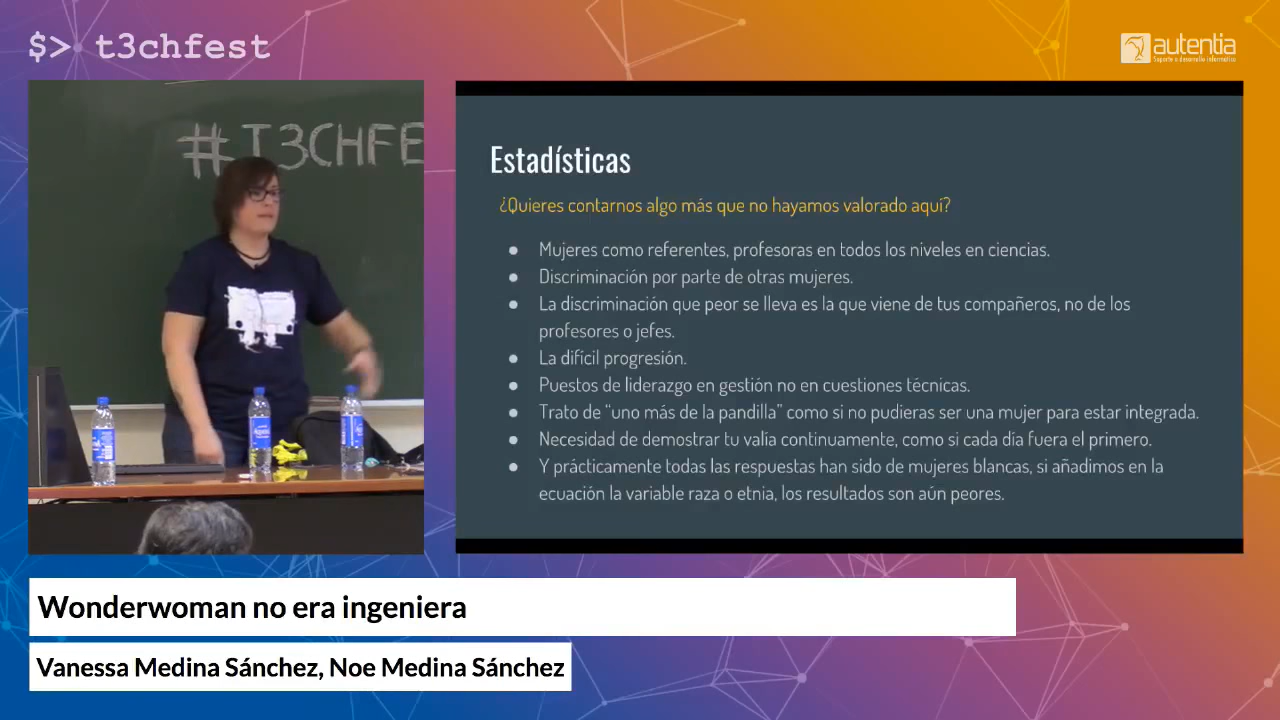 $> t3chfest
autentia
Soporte a desarrollo informático
#T3CHFE
Estadísticas
¿Quieres contarnos algo más que no hayamos valorado aquí?
● Mujeres como referentes, profesoras en todos los niveles en ciencias.
● Discriminación por parte de otras mujeres.
● La discriminación que peor se lleva es la que viene de tus compañeros, no de los
profesores o jefes.
● La difícil progresión.
● Puestos de liderazgo en gestión no en cuestiones técnicas.
● Trato de “uno más de la pandilla” como si no pudieras ser una mujer para estar integrada.
● Necesidad de demostrar tu valía continuamente, como si cada día fuera el primero.
● Y prácticamente todas las respuestas han sido de mujeres blancas, si añadimos en la
ecuación la variable raza o etnia, los resultados son aún peores.
Wonderwoman no era ingeniera
Vanessa Medina Sánchez, Noe Medina Sánchez